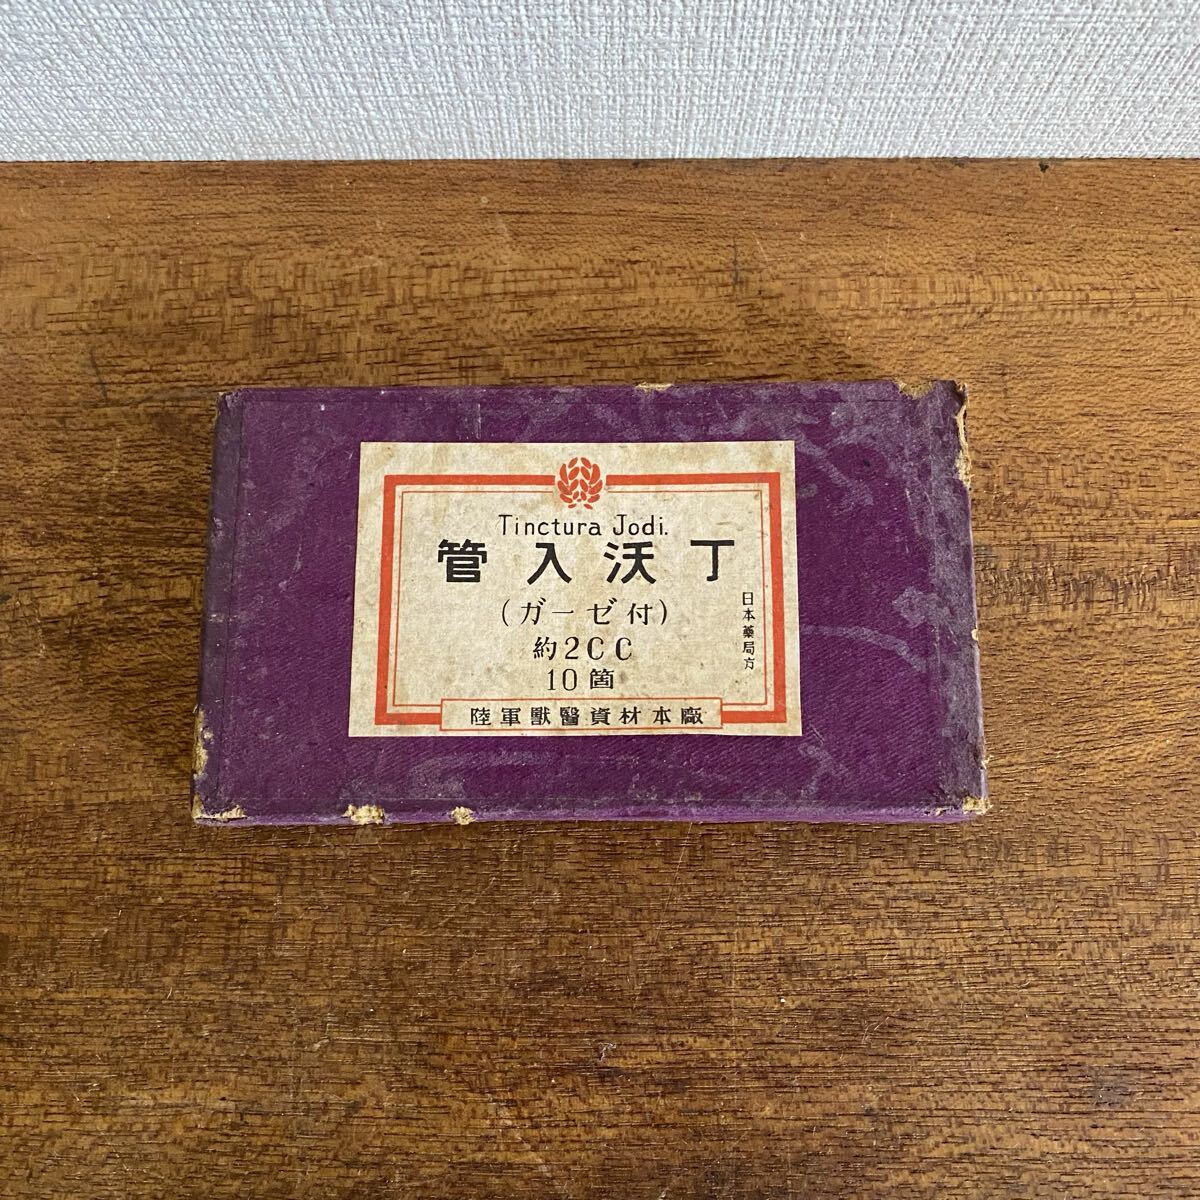 Tinctura Jodi.
管入沃丁
(ガーゼ付)
約2CC
10箇
日本藥局方
陸軍獸醫資材本廠